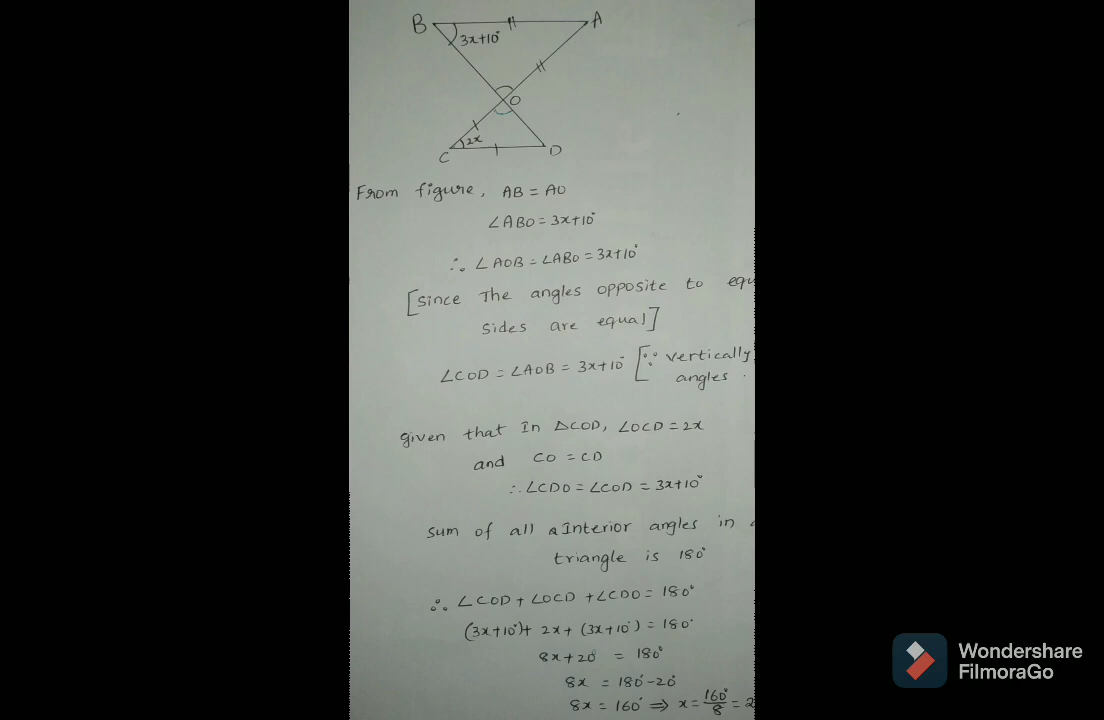 B
A
3x+10°
O
2x
C
D
From figure, AB = AO
∠ABO = 3x+10°
∴ ∠AOB = ∠ABO = 3x+10°
[Since The angles opposite to equ
sides are equal]
∠COD = ∠AOB = 3x+10° [∵ vertically
angles
given that In △COD, ∠OCD = 2x
and CO = CD
∴ ∠CDO = ∠COD = 3x+10°
Sum of all Interior angles in
triangle is 180°
∴ ∠COD + ∠OCD + ∠CDO = 180°
(3x+10°)+ 2x+ (3x+10°) = 180°
8x+20° = 180°
8x = 180°-20°
8x = 160° ⇒ x = 160°/8 = 2
Wondershare
FilmoraGo